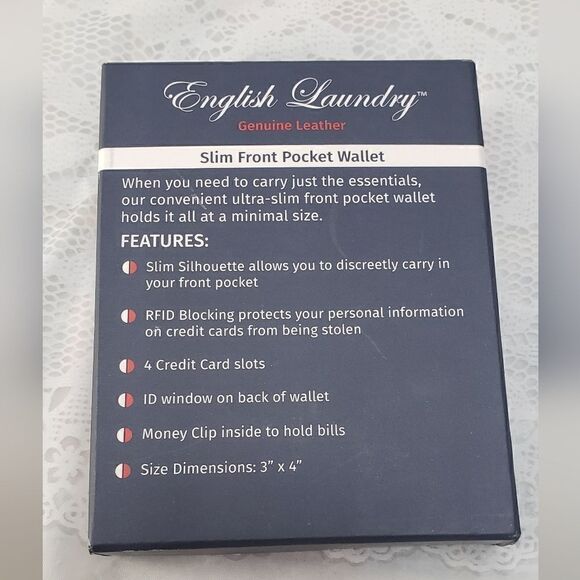 English Laundry™
Genuine Leather
Slim Front Pocket Wallet
When you need to carry just the essentials,
our convenient ultra-slim front pocket wallet
holds it all at a minimal size.
FEATURES:
Slim Silhouette allows you to discreetly carry in
your front pocket
RFID Blocking protects your personal information
on credit cards from being stolen
4 Credit Card slots
ID window on back of wallet
Money Clip inside to hold bills
Size Dimensions: 3” x 4”